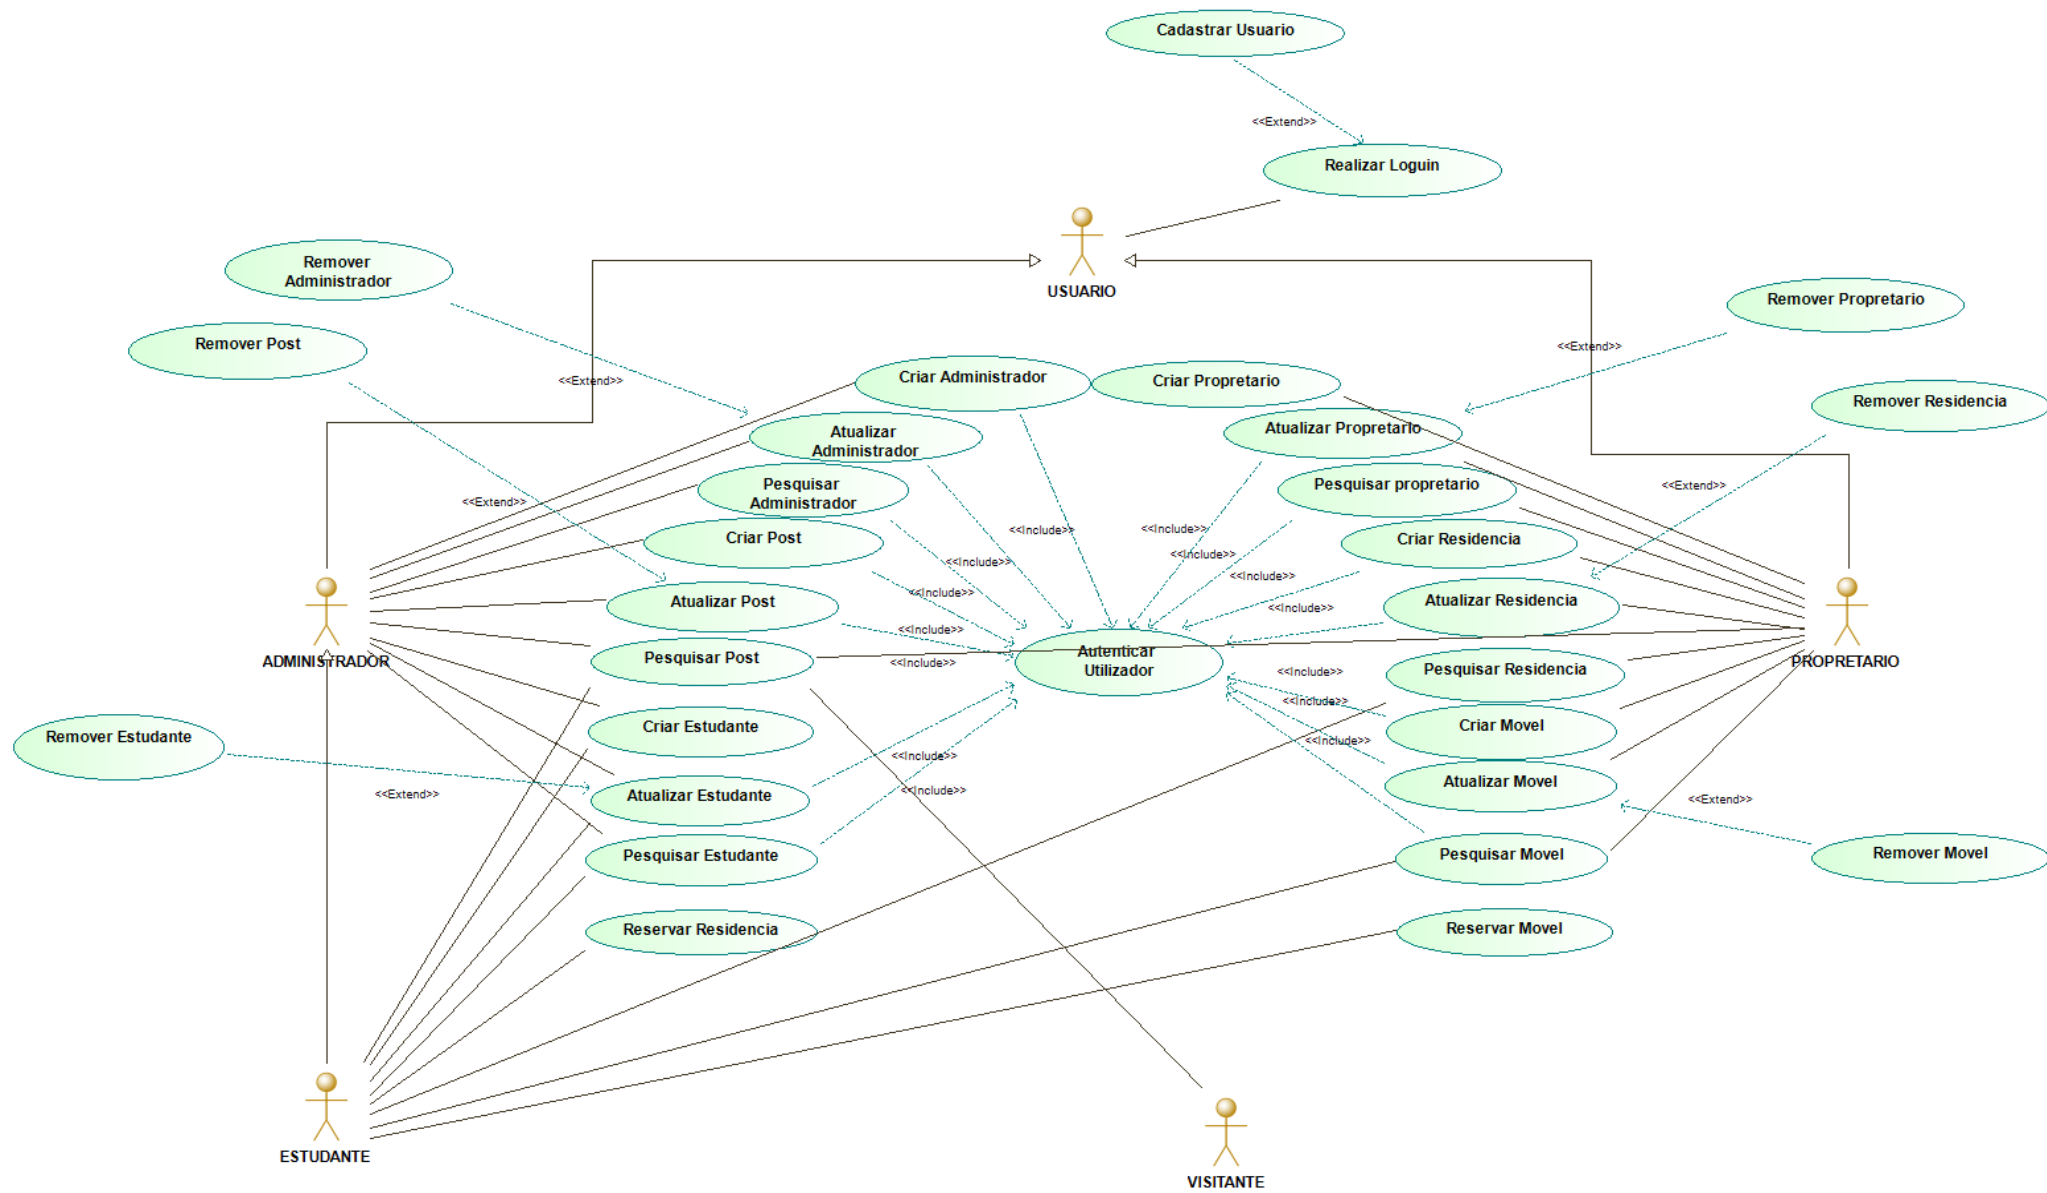 Cadastrar Usuario
<<Extend>>
Realizar Loguin
USUARIO
Remover
Administrador
Remover Propretario
Remover Post
<<Extend>>
<<Extend>>
Criar Administrador
Criar Propretario
Remover Residencia
Atualizar
Administrador
Atualizar Propretario
Pesquisar
Administrador
Pesquisar propretario
<<Extend>>
<<Extend>>
Criar Post
Criar Residencia
<<Include>>
<<Include>>
<<Include>>
<<Include>>
<<Include>>
<<Include>>
Atualizar Post
Atualizar Residencia
<<Include>>
<<Include>>
Autenticar
Utilizador
ADMINISTRADOR
Pesquisar Post
<<Include>>
<<Include>>
Pesquisar Residencia
PROPRETARIO
<<Include>>
Criar Estudante
Criar Movel
Remover Estudante
<<Include>>
<<Include>>
Atualizar Estudante
<<Extend>>
<<Include>>
Atualizar Movel
<<Extend>>
Pesquisar Estudante
Pesquisar Movel
Remover Movel
Reservar Residencia
Reservar Movel
ESTUDANTE
VISITANTE